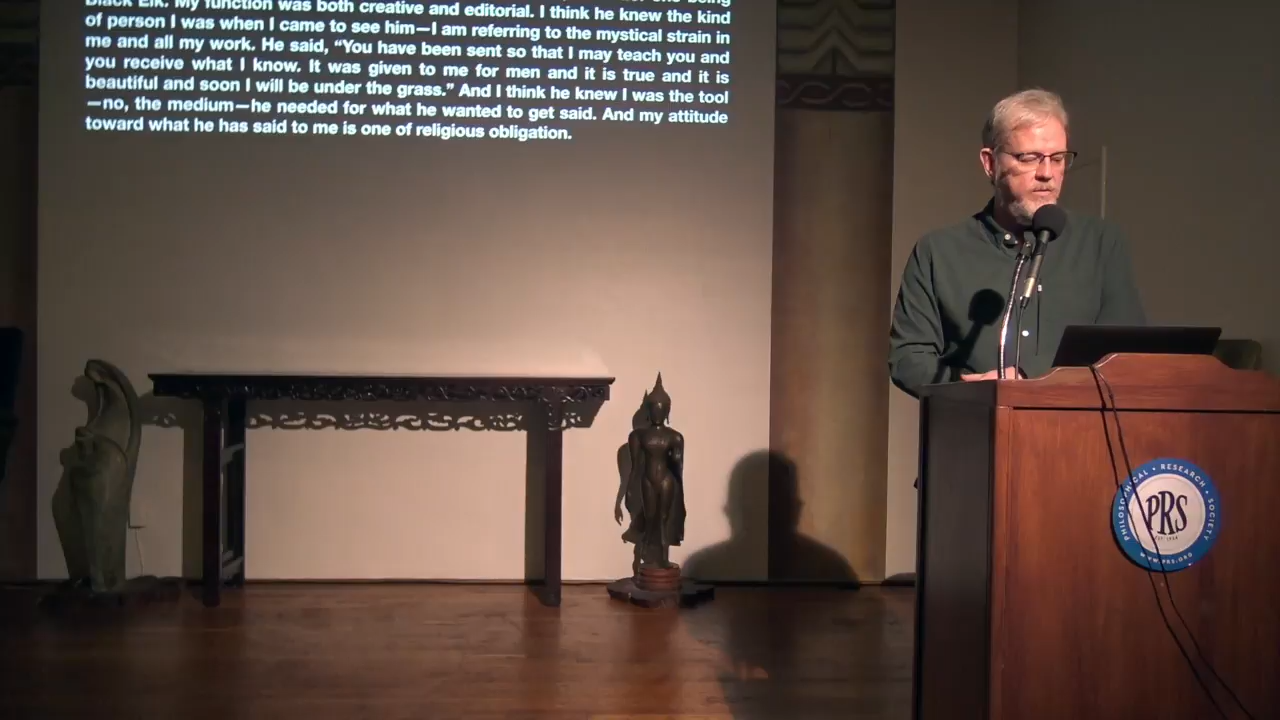 Black Elk. My function was both creative and editorial. I think he knew the kind
of person I was when I came to see him—I am referring to the mystical strain in
me and all my work. He said, “You have been sent so that I may teach you and
you receive what I know. It was given to me for men and it is true and it is
beautiful and soon I will be under the grass.” And I think he knew I was the tool
—no, the medium—he needed for what he wanted to get said. And my attitude
toward what he has said to me is one of religious obligation.
PHILOSOPHICAL • RESEARCH • SOCIETY
PRS
EST. 1934
WWW.PRS.ORG